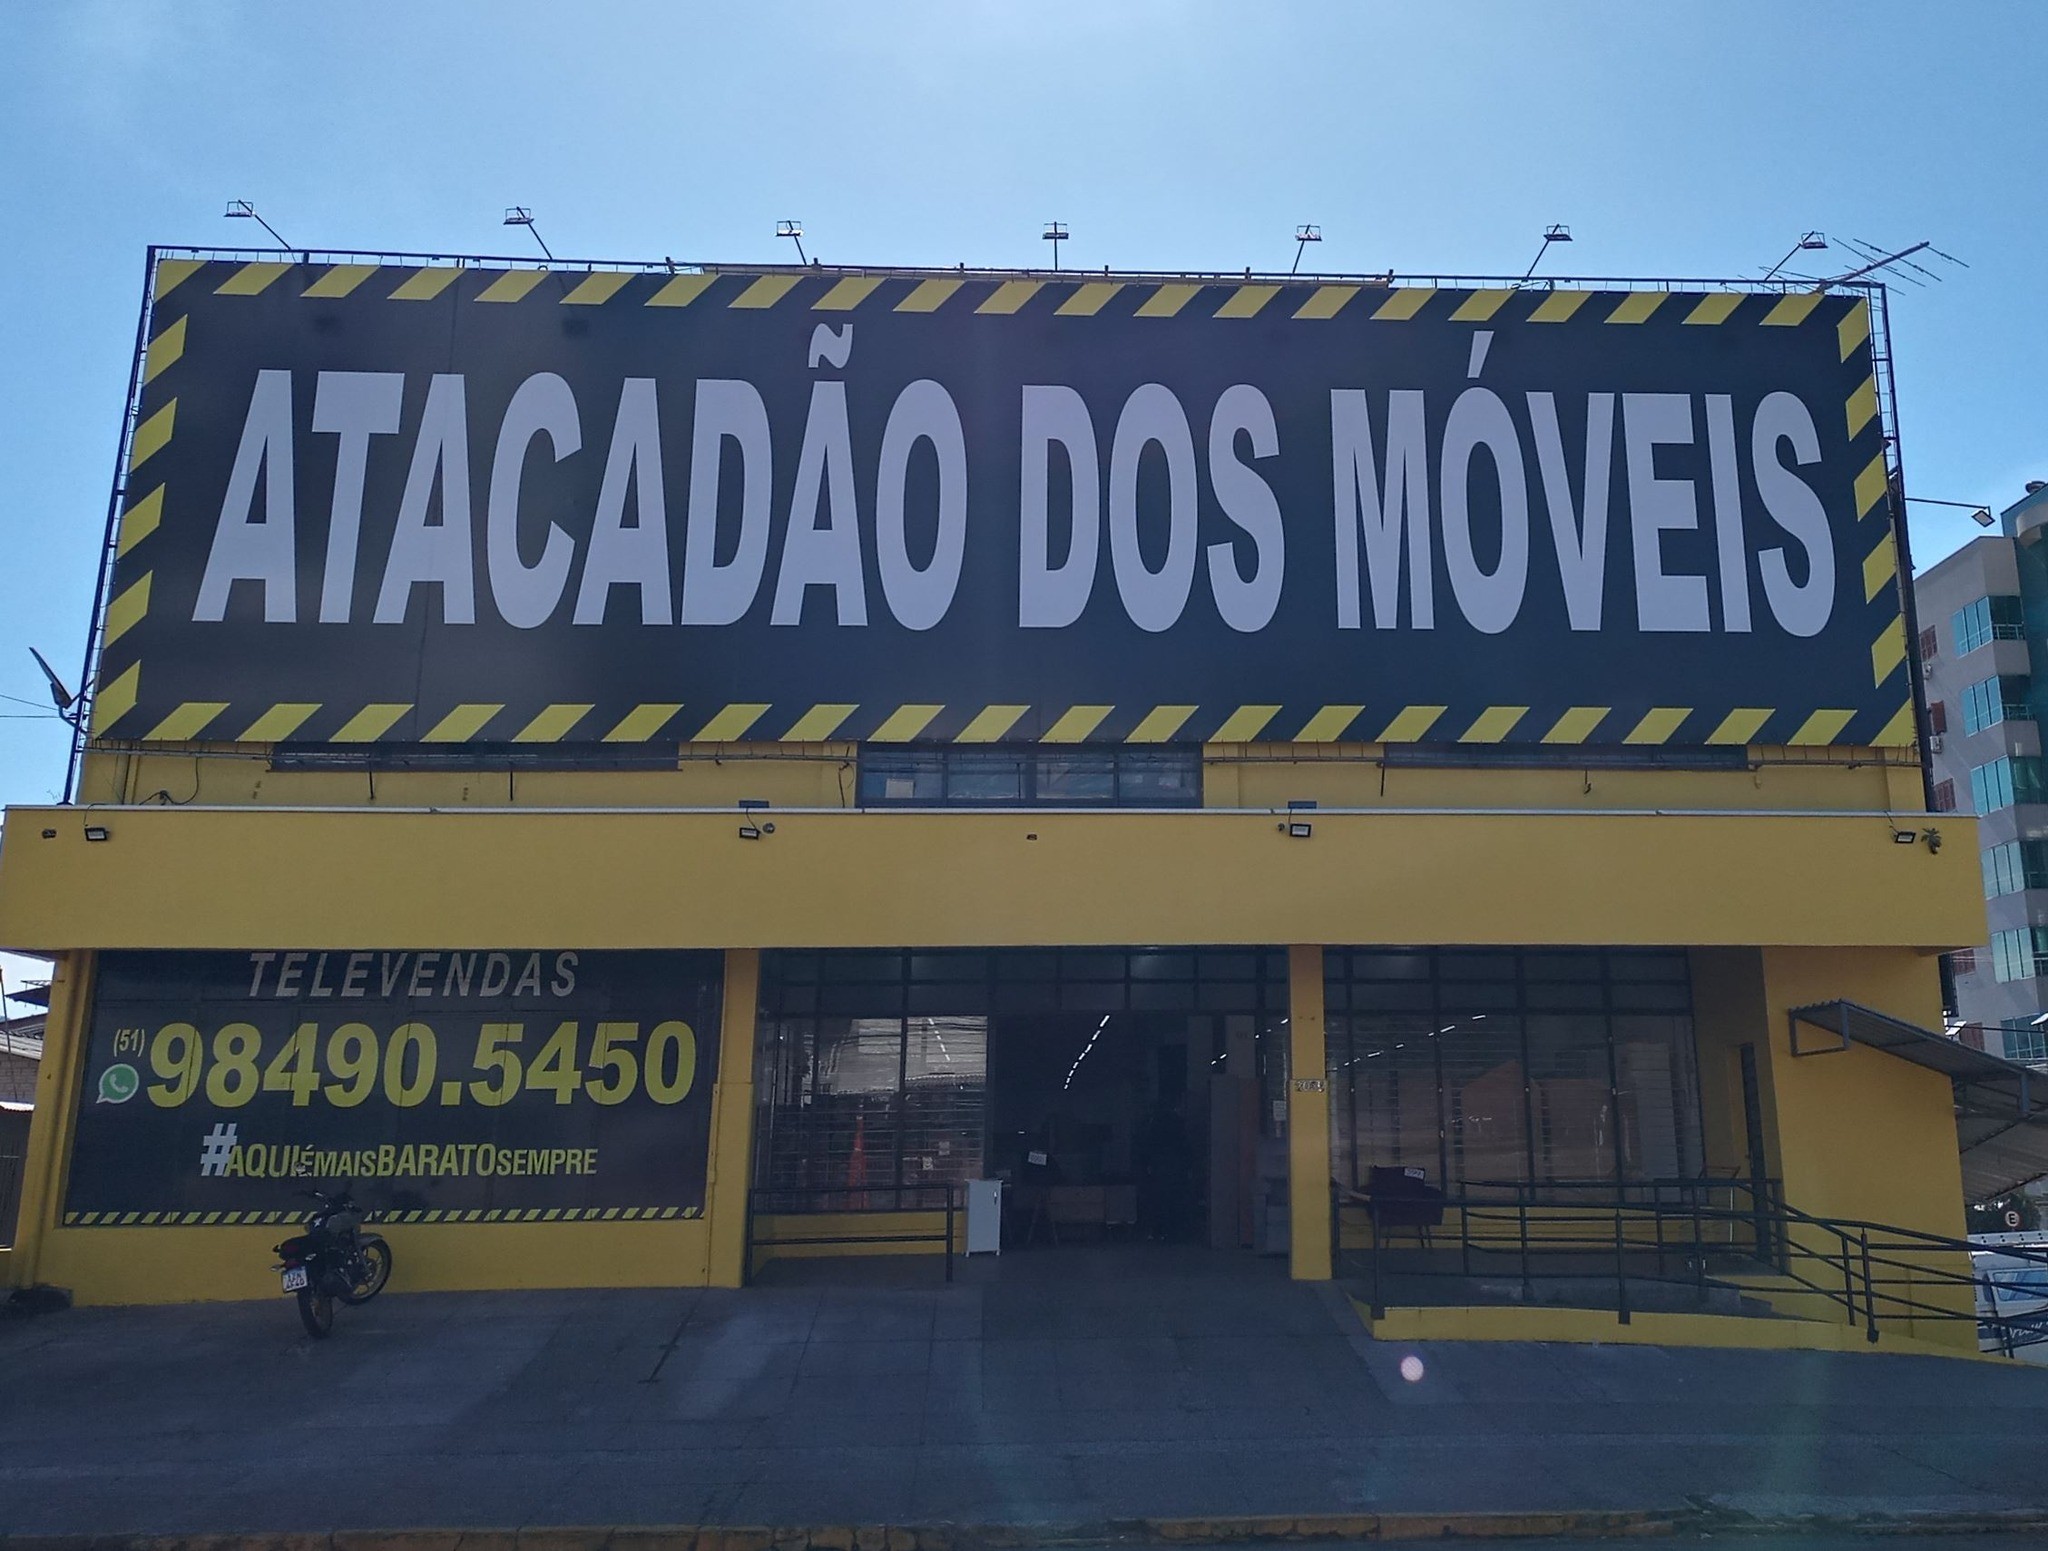 ATACADÃO DOS MÓVEIS
TELEVENDAS
(51) 98490.5450
#AQUIÉMAISBARATOSEMPRE
E